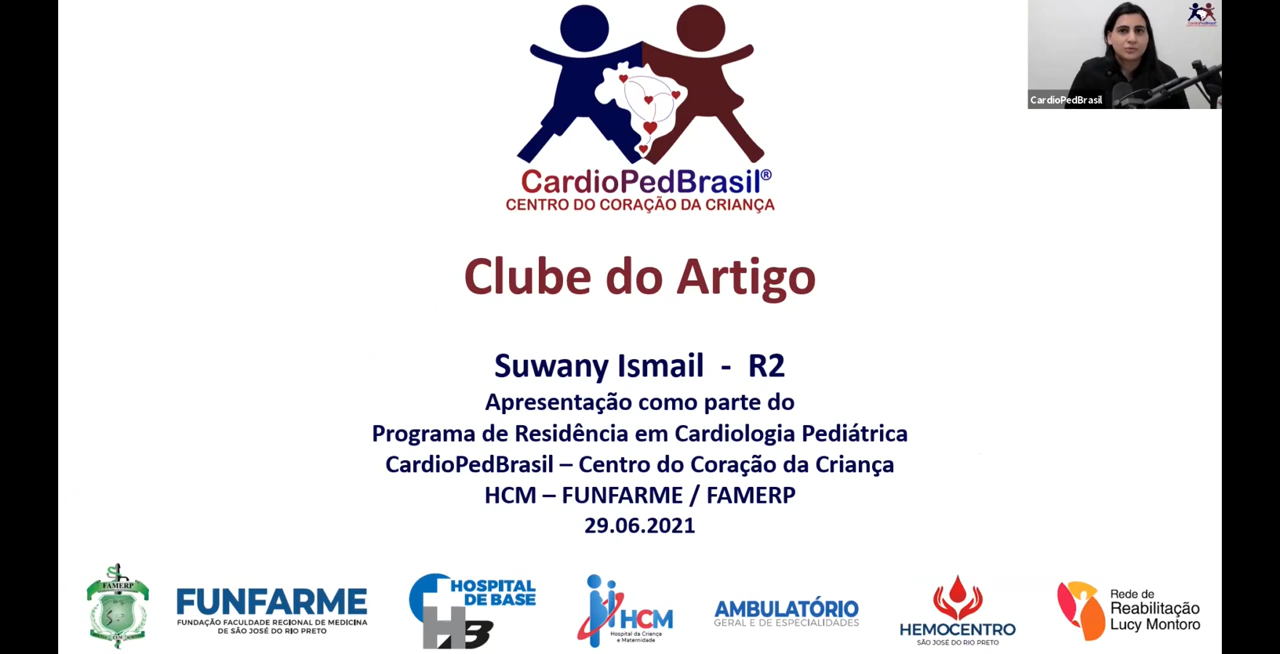 CardioPedBrasil
CardioPedBrasil®
CENTRO DO CORAÇÃO DA CRIANÇA
Clube do Artigo
Suwany Ismail - R2
Apresentação como parte do
Programa de Residência em Cardiologia Pediátrica
CardioPedBrasil – Centro do Coração da Criança
HCM – FUNFARME / FAMERP
29.06.2021
FAMERP
FUNFARME
FUNDAÇÃO FACULDADE REGIONAL DE MEDICINA
DE SÃO JOSÉ DO RIO PRETO
HOSPITAL
DE BASE
HB
HCM
Hospital da Criança
e Maternidade
AMBULATÓRIO
GERAL E DE ESPECIALIDADES
HEMOCENTRO
SÃO JOSÉ DO RIO PRETO
Rede de
Reabilitação
Lucy Montoro